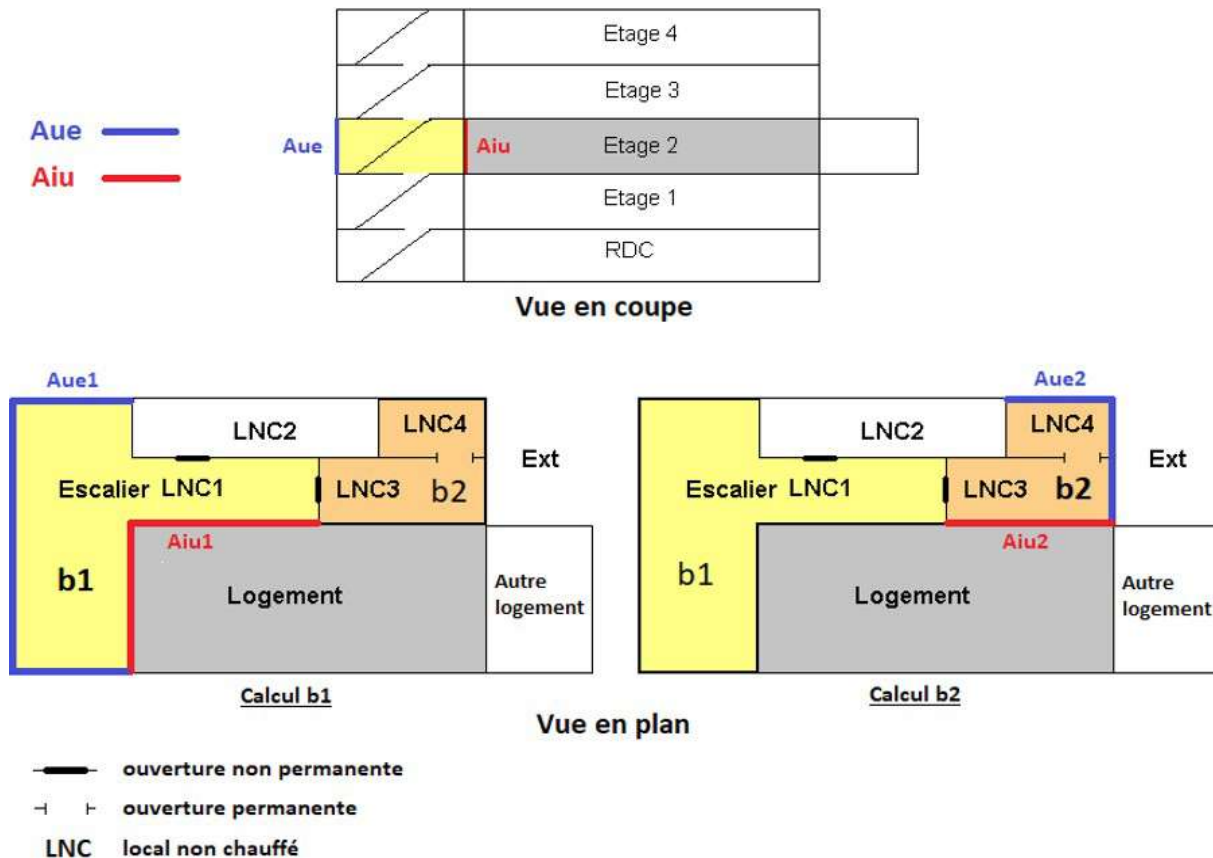 Etage 4
Etage 3
Aue
Aue
Aiu
Etage 2
Aiu
Etage 1
RDC
Vue en coupe
Aue1
LNC2
LNC4
Ext
Escalier LNC1
LNC3
b2
Aiu1
b1
Logement
Autre
logement
Calcul b1
Aue2
LNC2
LNC4
Ext
Escalier LNC1
LNC3
b2
Aiu2
b1
Logement
Autre
logement
Calcul b2
Vue en plan
ouverture non permanente
ouverture permanente
LNC local non chauffé